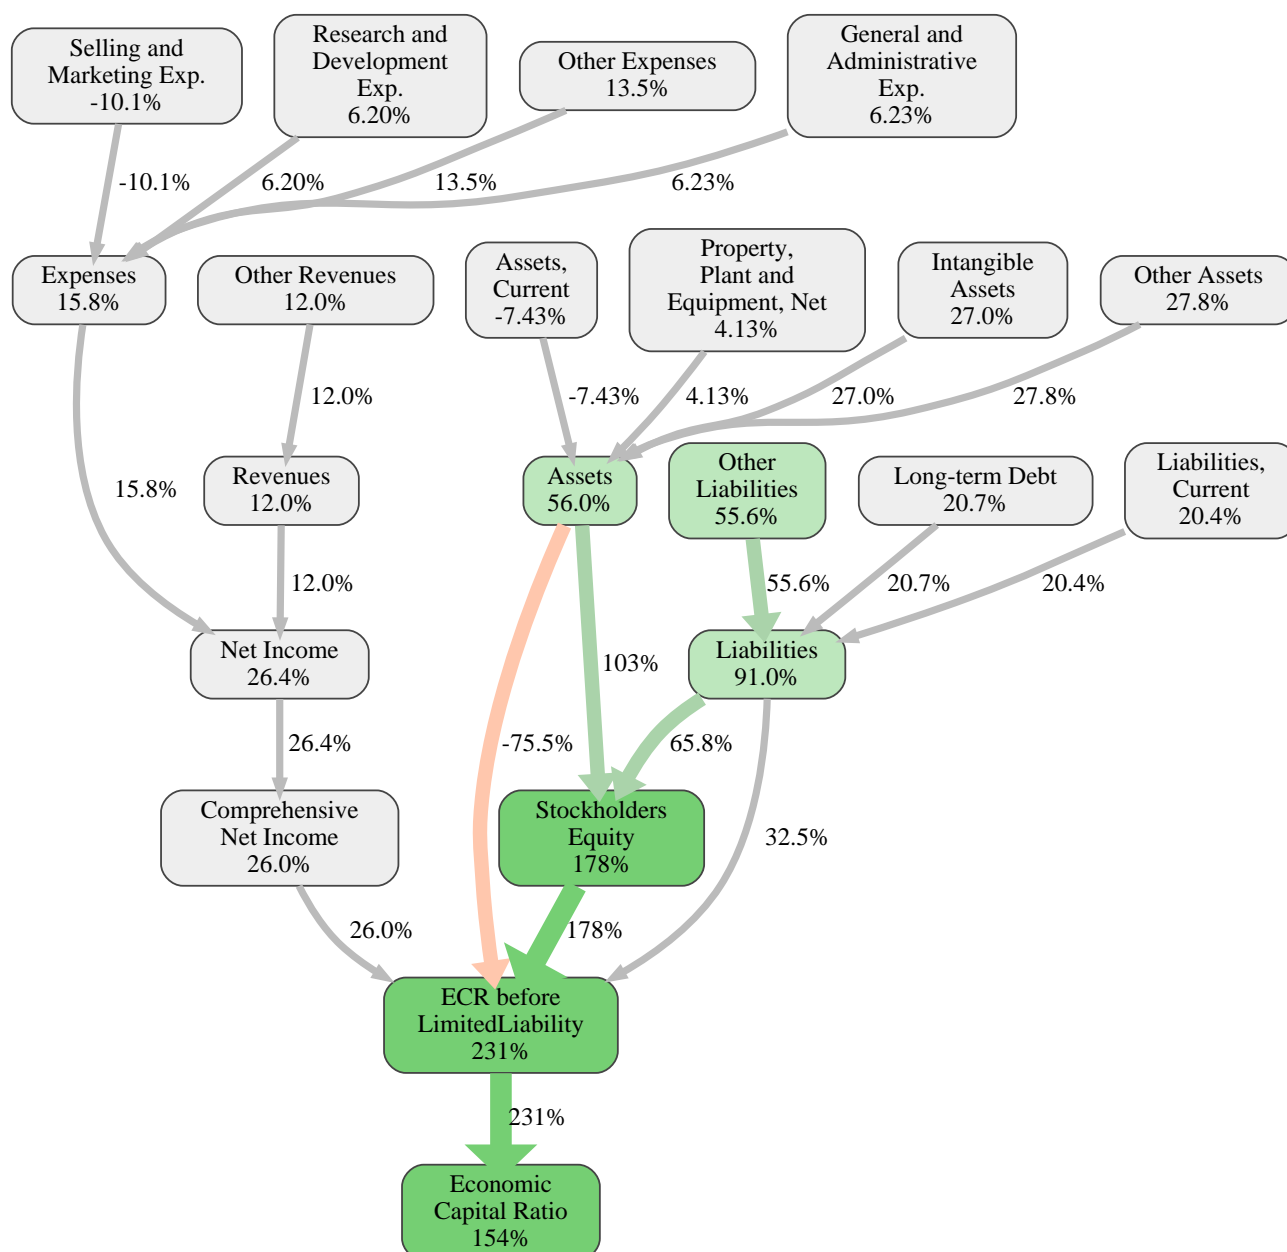 Selling and
Marketing Exp.
-10.1%
Research and
Development
Exp.
6.20%
Other Expenses
13.5%
General and
Administrative
Exp.
6.23%
-10.1%
6.20%
13.5%
6.23%
Expenses
15.8%
Other Revenues
12.0%
Assets,
Current
-7.43%
Property,
Plant and
Equipment, Net
4.13%
Intangible
Assets
27.0%
Other Assets
27.8%
12.0%
-7.43%
4.13%
27.0%
27.8%
15.8%
Revenues
12.0%
Assets
56.0%
Other
Liabilities
55.6%
Long-term Debt
20.7%
Liabilities,
Current
20.4%
12.0%
55.6%
20.7%
20.4%
Net Income
26.4%
103%
Liabilities
91.0%
26.4%
-75.5%
65.8%
Comprehensive
Net Income
26.0%
Stockholders
Equity
178%
32.5%
26.0%
178%
ECR before
LimitedLiability
231%
231%
Economic
Capital Ratio
154%